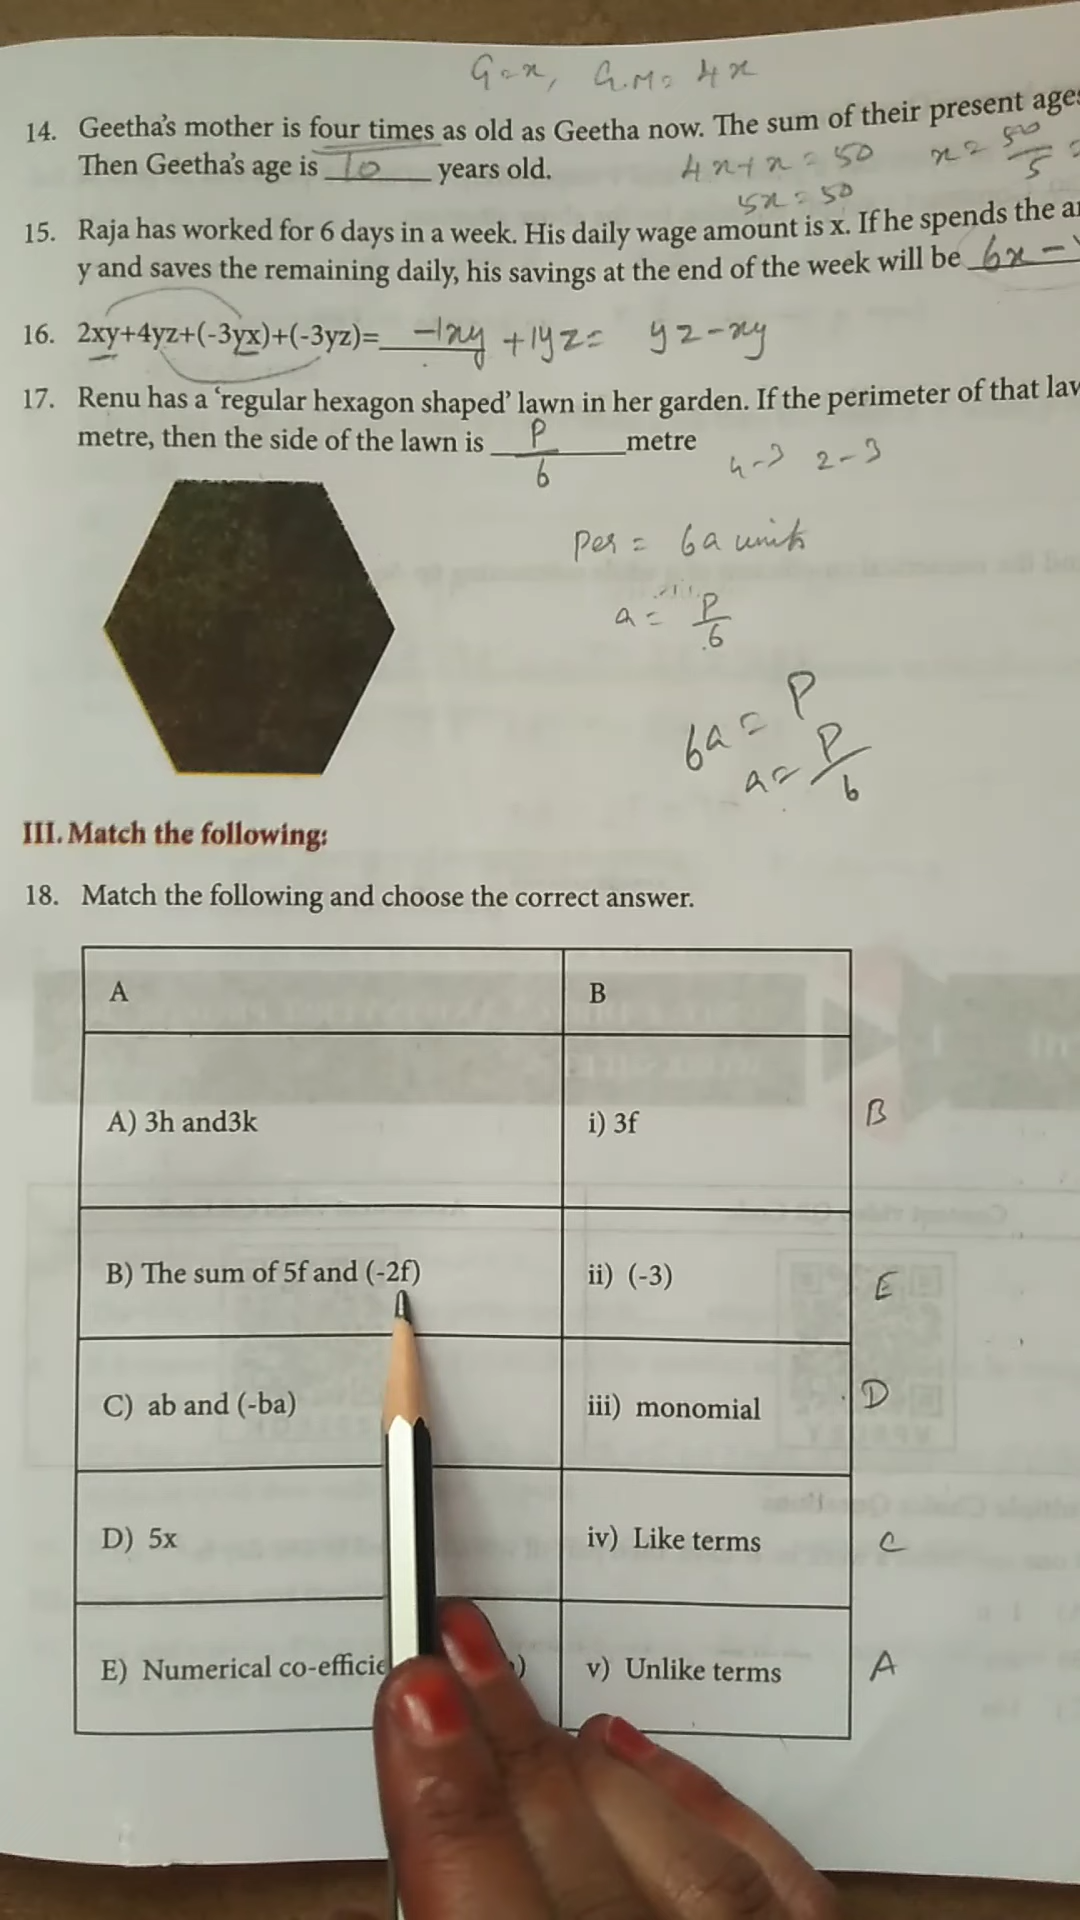 G=x, G.M= 4x
14. Geetha's mother is four times as old as Geetha now. The sum of their present
Then Geetha's age is 10 years old.
4x+x = 50
x = 50/5 =
5x = 50
15. Raja has worked for 6 days in a week. His daily wage amount is x. If he spends the
y and saves the remaining daily, his savings at the end of the week will be 6x -
16. 2xy+4yz+(-3yx)+(-3yz)= -1xy +1yz= yz-xy
17. Renu has a 'regular hexagon shaped' lawn in her garden. If the perimeter of that
metre, then the side of the lawn is P/6 metre
4-3 2-3
Per = 6a units
a = P/6
6a = P
a = P/6
III. Match the following:
18. Match the following and choose the correct answer.
A B
A) 3h and3k i) 3f B
B) The sum of 5f and (-2f) ii) (-3) E
C) ab and (-ba) iii) monomial D
D) 5x iv) Like terms C
E) Numerical v) Unlike terms A